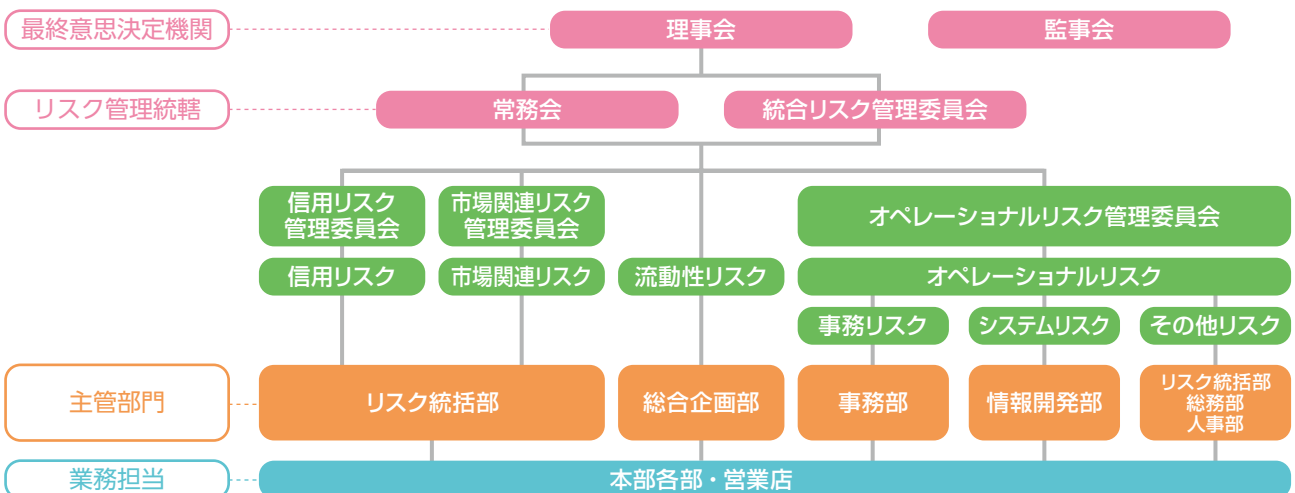 最終意思決定機関
理事会
監事会
リスク管理統轄
常務会
統合リスク管理委員会
信用リスク
管理委員会
市場関連リスク
管理委員会
オペレーショナルリスク管理委員会
信用リスク
市場関連リスク
流動性リスク
オペレーショナルリスク
事務リスク
システムリスク
その他リスク
主管部門
リスク統括部
総合企画部
事務部
情報開発部
リスク統括部
総務部
人事部
業務担当
本部各部・営業店